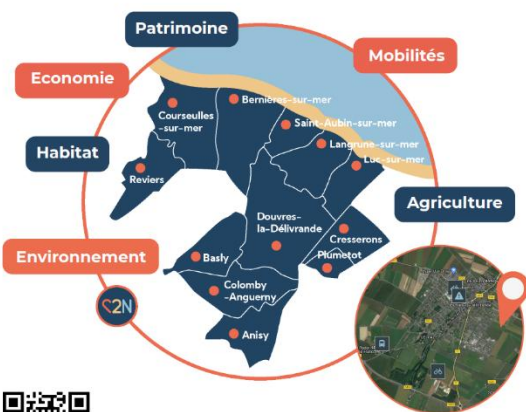 Patrimoine
Mobilités
Economie
Bernières-sur-mer
Courseulles
-sur-mer
Saint-Aubin-sur-mer
Langrune-sur-mer
Habitat
Luc-sur-mer
Reviers
Agriculture
Douvres
-la-Délivrande
Cresserons
Environnement
Basly
Plumetot
Colomby
-Anguerny
C2N
Anisy